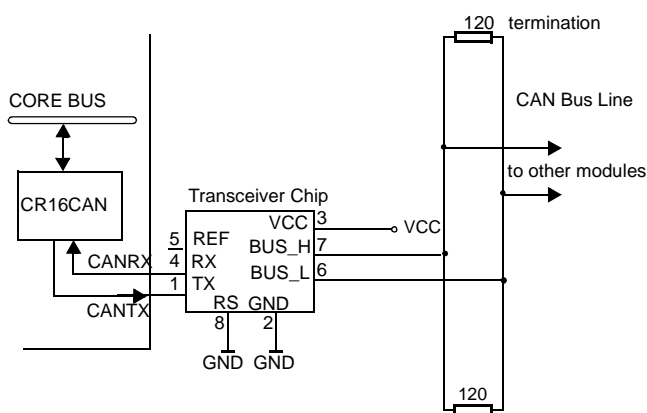 120 termination
CORE BUS
CAN Bus Line
to other modules
CR16CAN
Transceiver Chip
VCC 3
VCC
5 REF
BUS_H 7
CANRX
4 RX
BUS_L 6
1 TX
CANTX
RS GND
8 2
GND GND
120